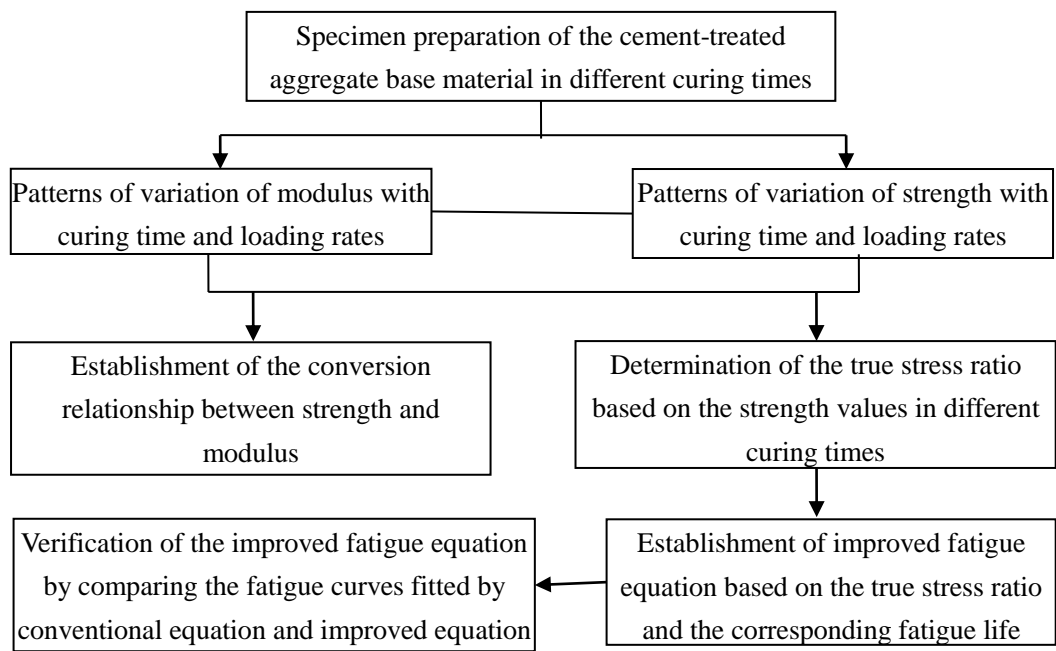 Specimen preparation of the cement-treated
aggregate base material in different curing times
Patterns of variation of modulus with
curing time and loading rates
Patterns of variation of strength with
curing time and loading rates
Establishment of the conversion
relationship between strength and
modulus
Determination of the true stress ratio
based on the strength values in different
curing times
Verification of the improved fatigue equation
by comparing the fatigue curves fitted by
conventional equation and improved equation
Establishment of improved fatigue
equation based on the true stress ratio
and the corresponding fatigue life